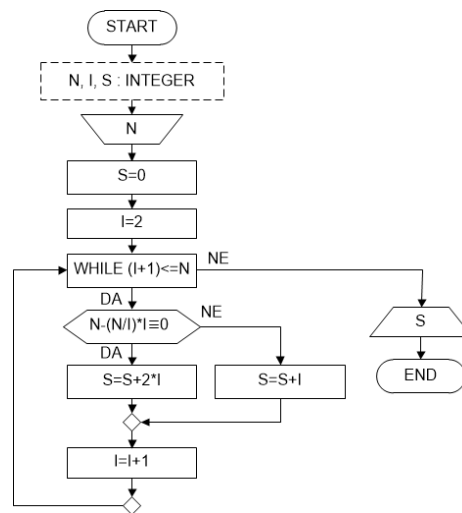 START
N, I, S : INTEGER
N
S=0
I=2
WHILE (I+1)<=N
NE
DA
N-(N/I)*I≡0
NE
S
DA
S=S+2*I
S=S+I
END
I=I+1